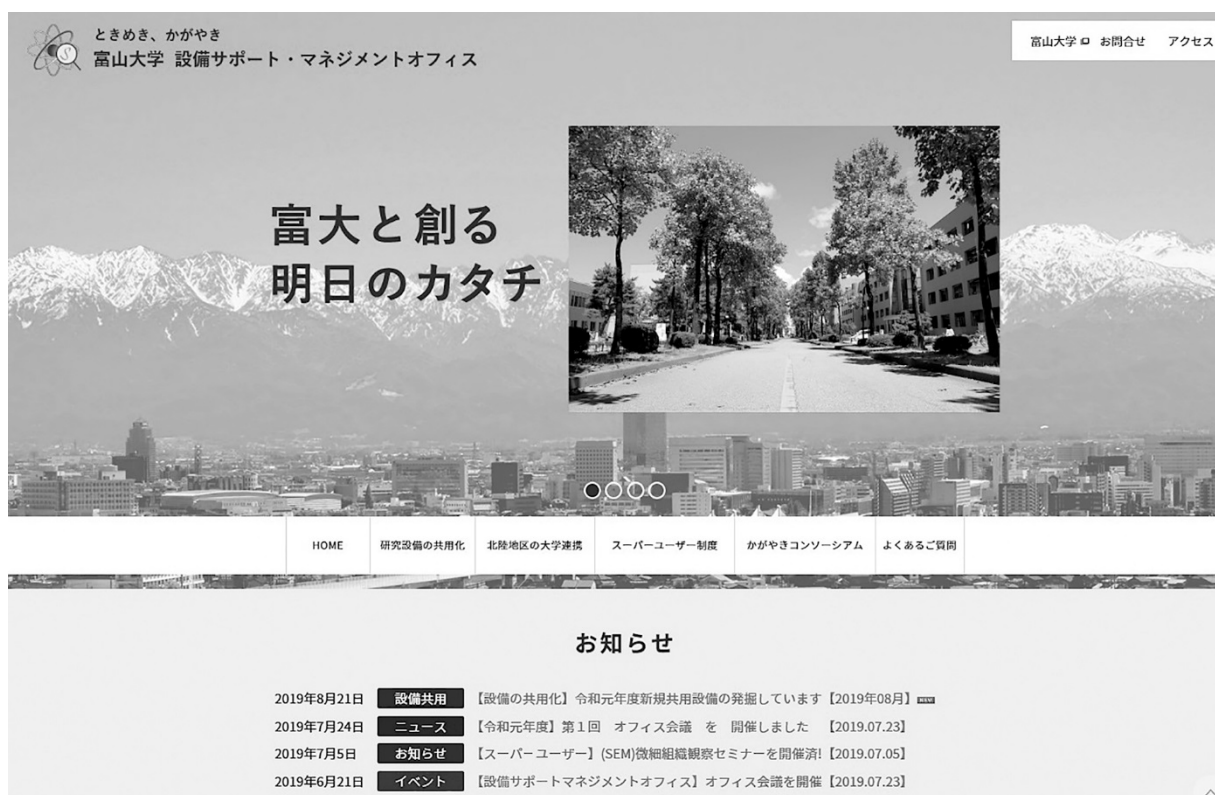 ときめき、かがやき
富山大学 設備サポート・マネジメントオフィス
富山大学 お問合せ アクセス
富大と創る
明日のカタチ
HOME 研究設備の共用化 北陸地区の大学連携 スーパーユーザー制度 かがやきコンソーシアム よくあるご質問
お知らせ
2019年8月21日 設備共用 【設備の共用化】令和元年度新規共用設備の発掘しています【2019年08月】
2019年7月24日 ニュース 【令和元年度】第1回 オフィス会議 を 開催しました 【2019.07.23】
2019年7月5日 お知らせ 【スーパーユーザー】(SEM)微細組織観察セミナーを開催済!【2019.07.05】
2019年6月21日 イベント 【設備サポートマネジメントオフィス】オフィス会議を開催【2019.07.23】